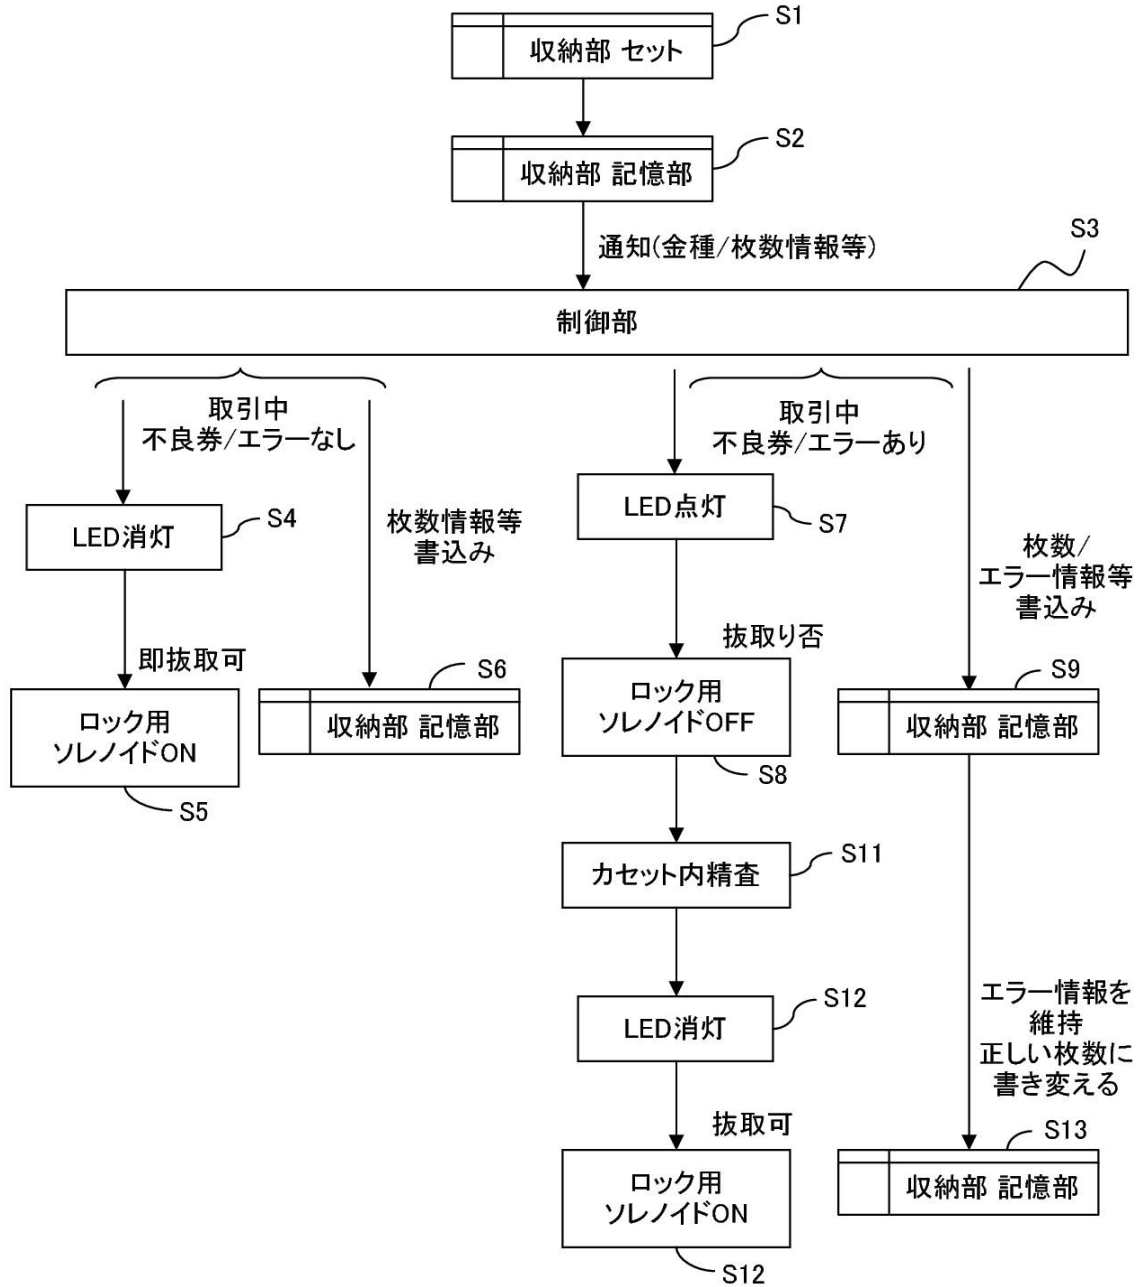 S1
収納部 セット
S2
収納部 記憶部
通知(金種/枚数情報等)
S3
制御部
取引中
不良券/エラーなし
取引中
不良券/エラーあり
LED消灯
S4
枚数情報等
書込み
LED点灯
S7
枚数/
エラー情報等
書込み
即抜取可
抜取り否
S6
S9
ロック用
ソレノイドON
S5
収納部 記憶部
ロック用
ソレノイドOFF
S8
収納部 記憶部
カセット内精査
S11
LED消灯
S12
エラー情報を
維持
正しい枚数に
書き変える
抜取可
S13
ロック用
ソレノイドON
S12
収納部 記憶部